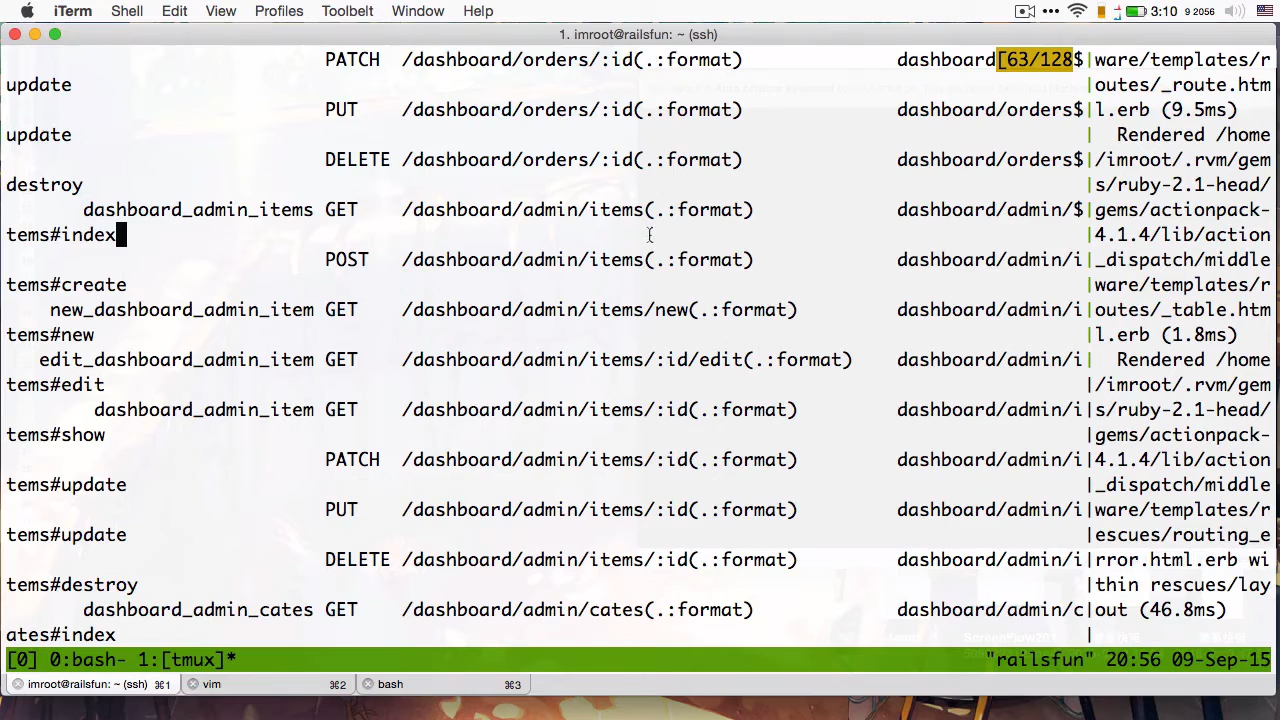 iTerm Shell Edit View Profiles Toolbelt Window Help 3:10 9 2056
1. imroot@railsfun: ~ (ssh)
PATCH /dashboard/orders/:id(.:format) dashboard[63/128$
update
PUT /dashboard/orders/:id(.:format) dashboard/orders$
update
DELETE /dashboard/orders/:id(.:format) dashboard/orders$
destroy
dashboard_admin_items GET /dashboard/admin/items(.:format) dashboard/admin/$
tems#index
POST /dashboard/admin/items(.:format) dashboard/admin/i
tems#create
new_dashboard_admin_item GET /dashboard/admin/items/new(.:format) dashboard/admin/i
tems#new
edit_dashboard_admin_item GET /dashboard/admin/items/:id/edit(.:format) dashboard/admin/i
tems#edit
dashboard_admin_item GET /dashboard/admin/items/:id(.:format) dashboard/admin/i
tems#show
PATCH /dashboard/admin/items/:id(.:format) dashboard/admin/i
tems#update
PUT /dashboard/admin/items/:id(.:format) dashboard/admin/i
tems#update
DELETE /dashboard/admin/items/:id(.:format) dashboard/admin/i
tems#destroy
dashboard_admin_cates GET /dashboard/admin/cates(.:format) dashboard/admin/c
ates#index
ware/templates/r
outes/_route.htm
l.erb (9.5ms)
Rendered /home
/imroot/.rvm/gem
s/ruby-2.1-head/
gems/actionpack-
4.1.4/lib/action
_dispatch/middle
ware/templates/r
outes/_table.htm
l.erb (1.8ms)
Rendered /home
/imroot/.rvm/gem
s/ruby-2.1-head/
gems/actionpack-
4.1.4/lib/action
_dispatch/middle
ware/templates/r
escues/routing_e
rror.html.erb wi
thin rescues/lay
out (46.8ms)
[0] 0:bash- 1:[tmux]* "railsfun" 20:56 09-Sep-15
imroot@railsfun: ~ (ssh) ⌘1 vim ⌘2 bash ⌘3